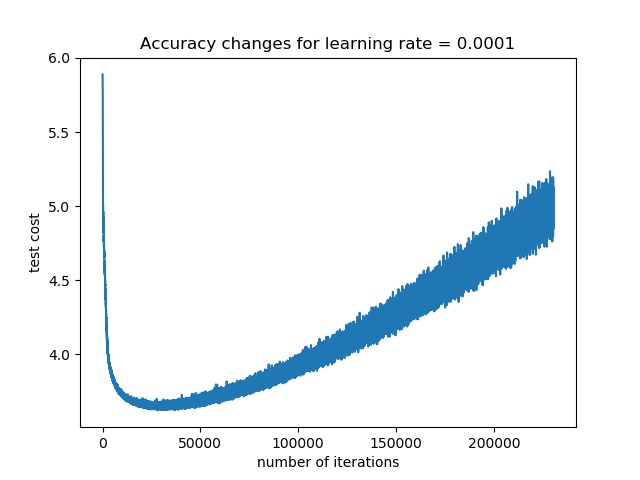 Accuracy changes for learning rate = 0.0001
6.0
5.5
5.0
4.5
4.0
test cost
0 50000 100000 150000 200000
number of iterations